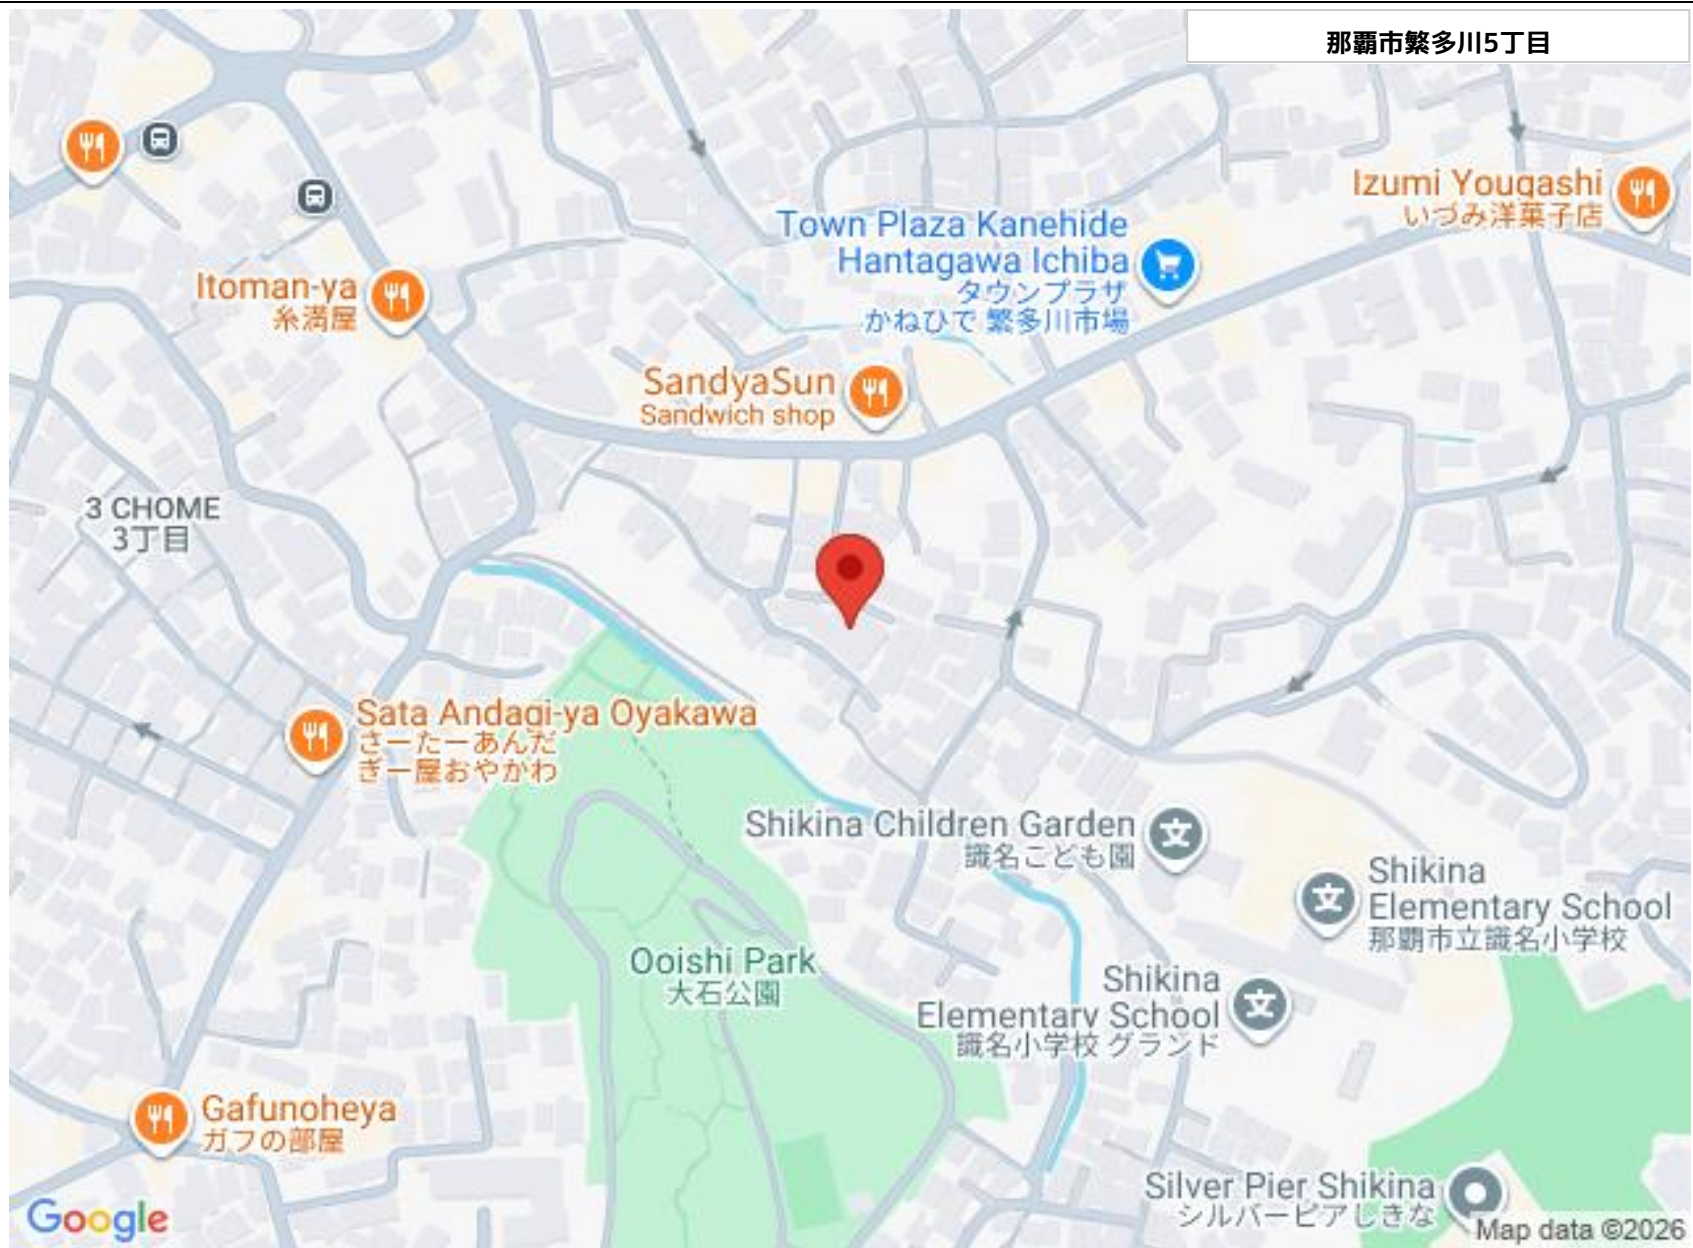 那覇市繁多川5丁目
Izumi Yougashi
いづみ洋菓子店
Town Plaza Kanehide
Hantagawa Ichiba
タウンプラザ
かねひで 繁多川市場
Itoman-ya
糸満屋
SandyaSun
Sandwich shop
3 CHOME
3丁目
Sata Andagi-ya Oyakawa
さーたーあんだ
ぎー屋おやかわ
Shikina Children Garden
識名こども園
Shikina
Elementary School
那覇市立識名小学校
Ooishi Park
大石公園
Shikina
Elementary School
識名小学校 グランド
Gafunoheya
ガフの部屋
Silver Pier Shikina
シルバーピアしきな
Google
Map data ©2026